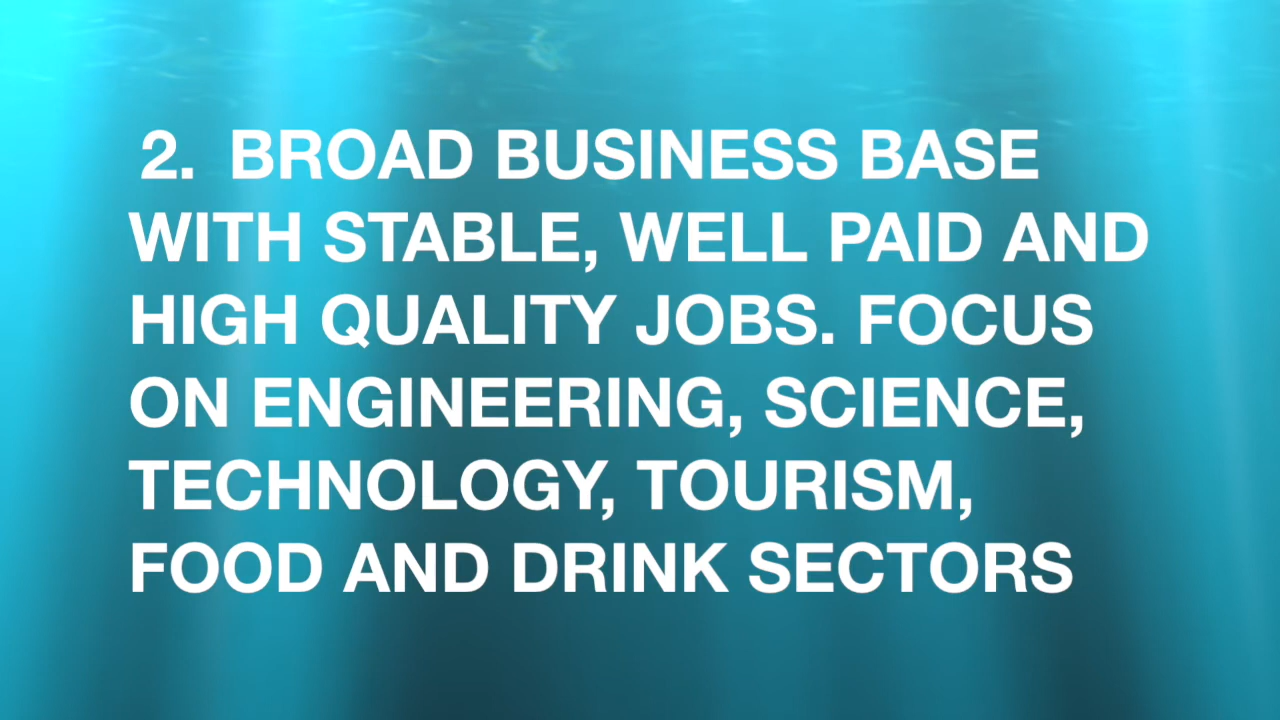 2. BROAD BUSINESS BASE
WITH STABLE, WELL PAID AND
HIGH QUALITY JOBS. FOCUS
ON ENGINEERING, SCIENCE,
TECHNOLOGY, TOURISM,
FOOD AND DRINK SECTORS